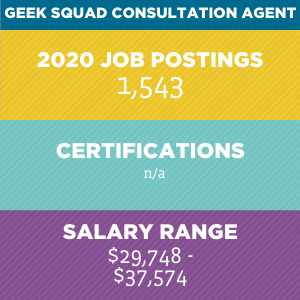 GEEK SQUAD CONSULTATION AGENT
2020 JOB POSTINGS
1,543
CERTIFICATIONS
n/a
SALARY RANGE
$29,748 -
$37,574